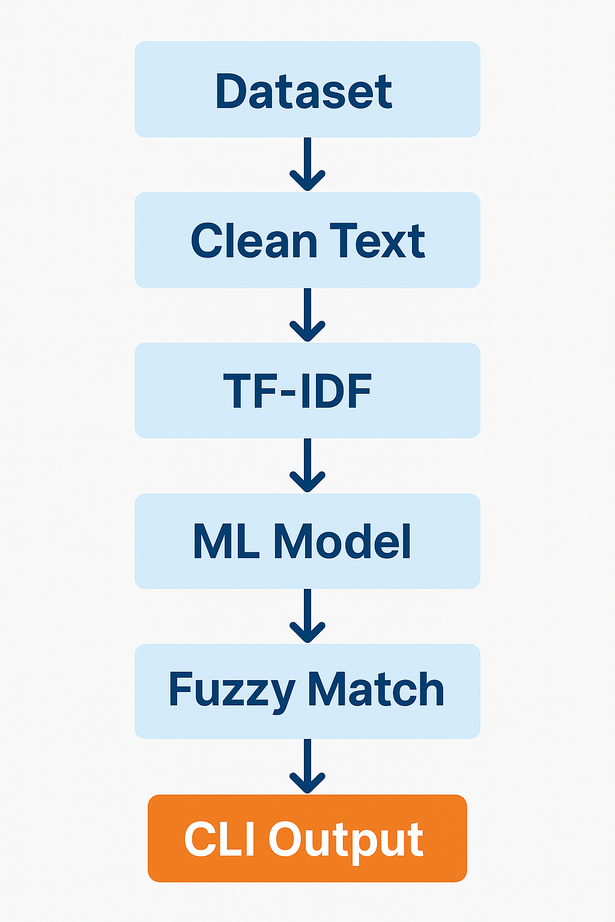 Dataset
Clean Text
TF-IDF
ML Model
Fuzzy Match
CLI Output